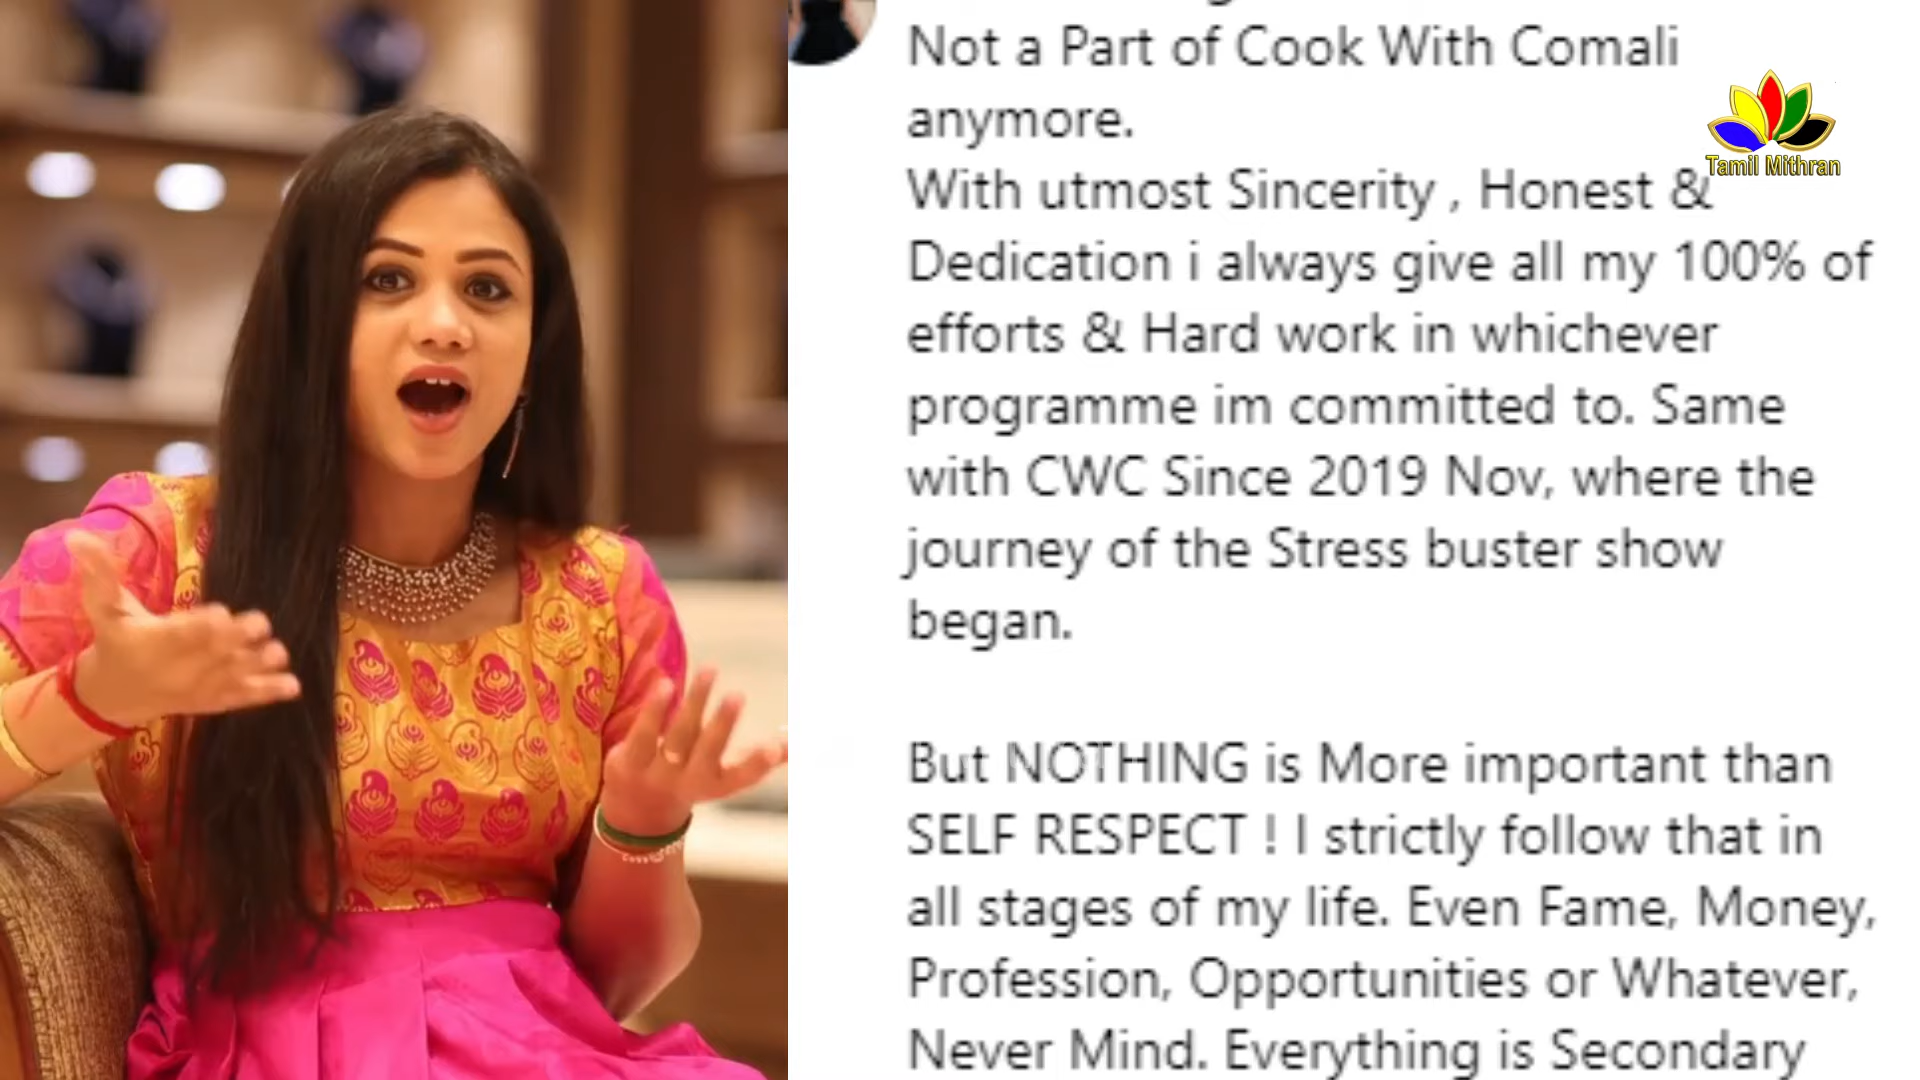 Not a Part of Cook With Comali
anymore.
Tamil Mithran
With utmost Sincerity , Honest &
Dedication i always give all my 100% of
efforts & Hard work in whichever
programme im committed to. Same
with CWC Since 2019 Nov, where the
journey of the Stress buster show
began.
But NOTHING is More important than
SELF RESPECT ! I strictly follow that in
all stages of my life. Even Fame, Money,
Profession, Opportunities or Whatever,
Never Mind. Everything is Secondary